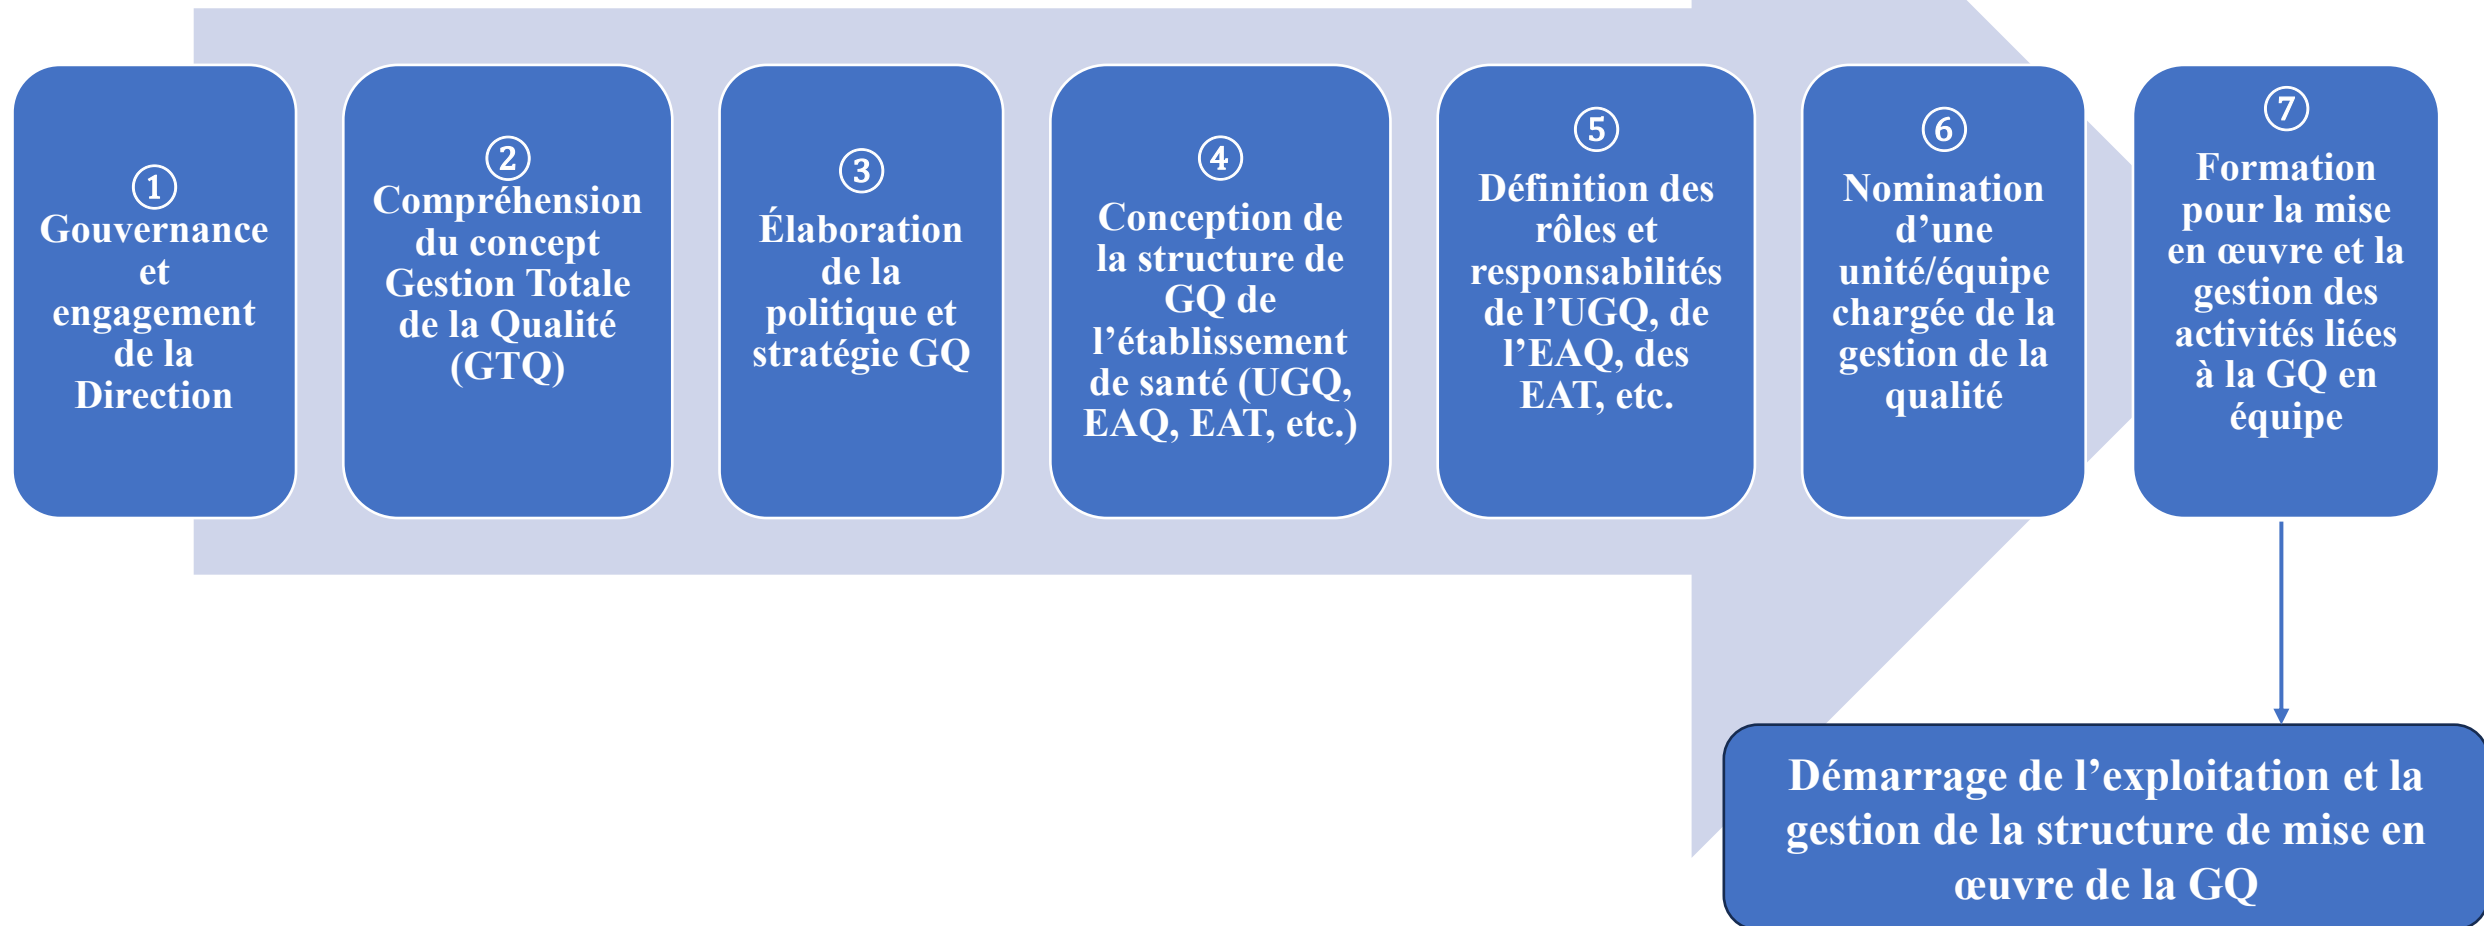 ①
Gouvernance
et
engagement
de la
Direction
②
Compréhension
du concept
Gestion Totale
de la Qualité
(GTQ)
③
Élaboration
de la
politique et
stratégie GQ
④
Conception de
la structure de
GQ de
l’établissement
de santé (UGQ,
EAQ, EAT, etc.)
⑤
Définition des
rôles et
responsabilités
de l’UGQ, de
l’EAQ, des
EAT, etc.
⑥
Nomination
d’une
unité/équipe
chargée de la
gestion de la
qualité
⑦
Formation
pour la mise
en œuvre et la
gestion des
activités liées
à la GQ en
équipe
Démarrage de l’exploitation et la
gestion de la structure de mise en
œuvre de la GQ